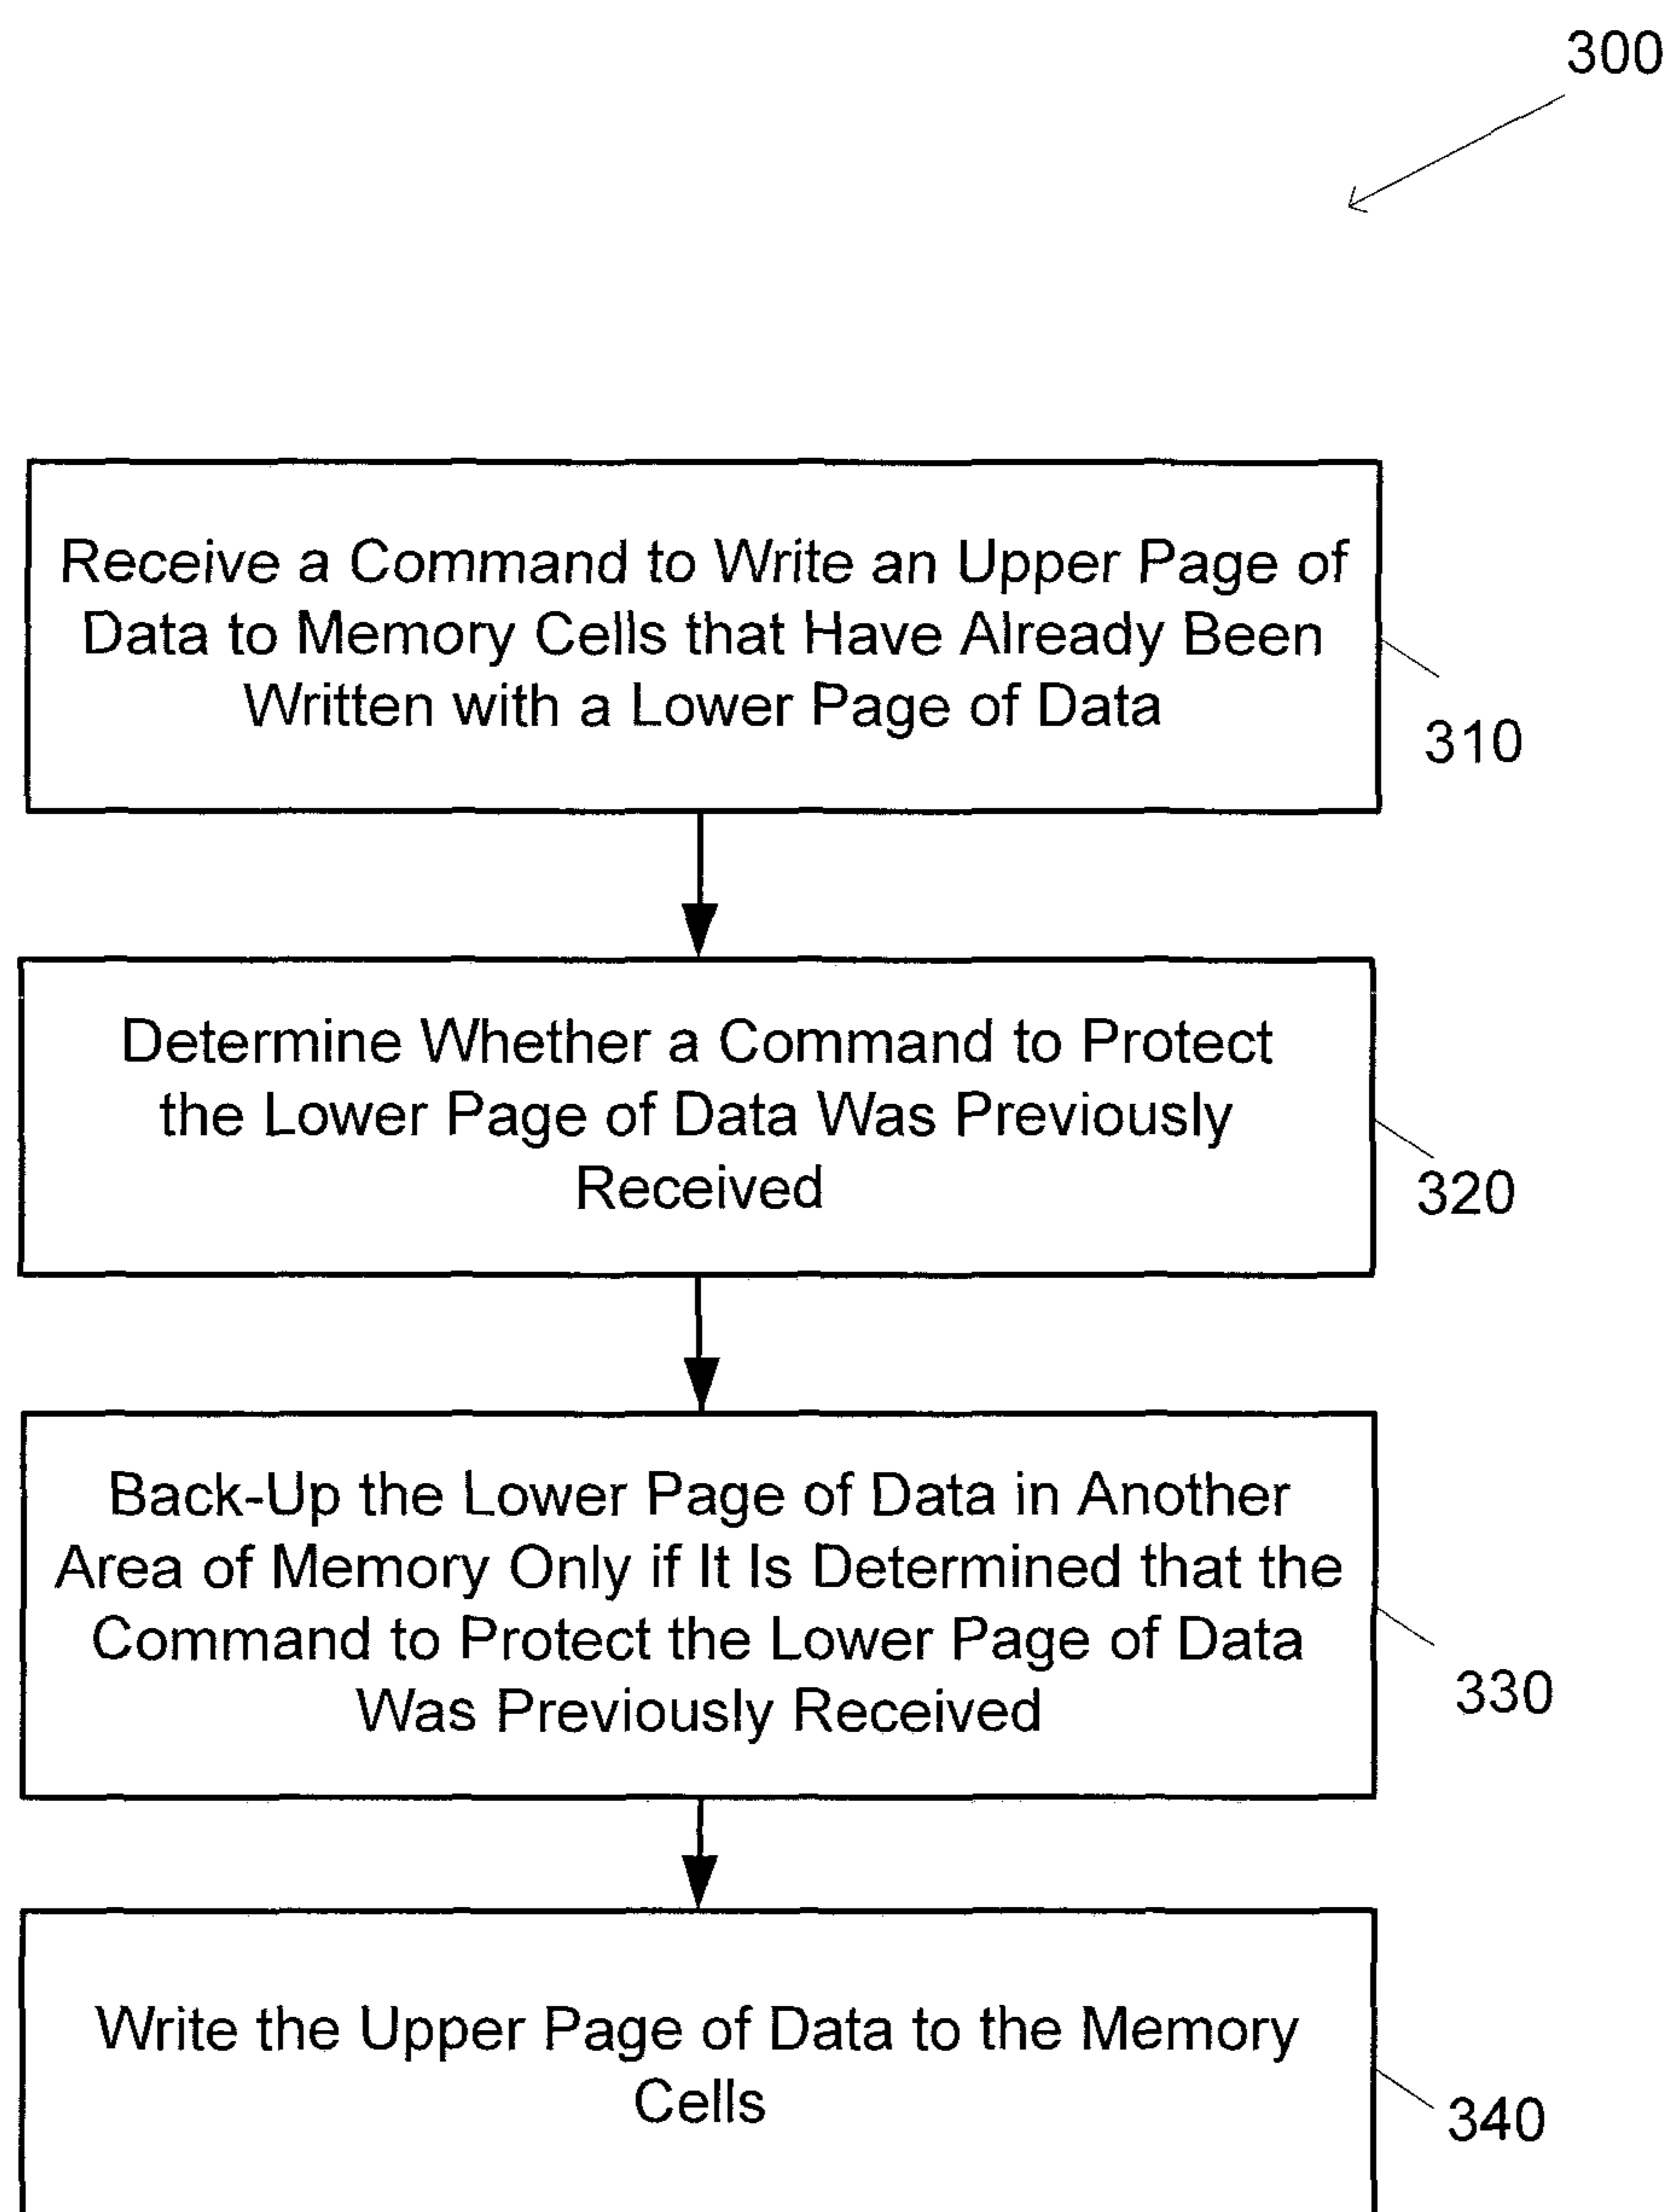 300
Receive a Command to Write an Upper Page of
Data to Memory Cells that Have Already Been
Written with a Lower Page of Data
310
Determine Whether a Command to Protect
the Lower Page of Data Was Previously
Received
320
Back-Up the Lower Page of Data in Another
Area of Memory Only if It Is Determined that the
Command to Protect the Lower Page of Data
Was Previously Received
330
Write the Upper Page of Data to the Memory
Cells
340